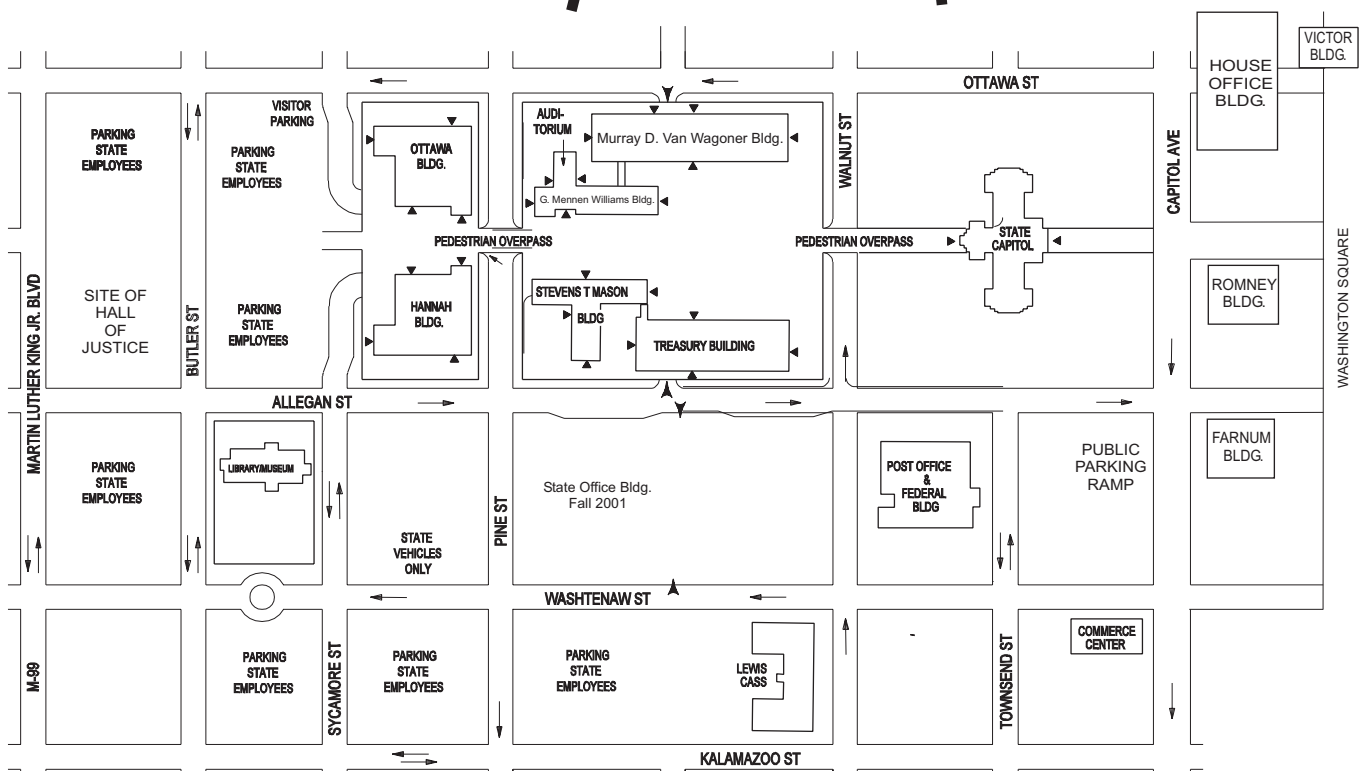 VICTOR
BLDG.
HOUSE
OFFICE
BLDG.
OTTAWA ST
VISITOR
PARKING
PARKING
STATE
EMPLOYEES
PARKING
STATE
EMPLOYEES
OTTAWA
BLDG.
AUDI-
TORIUM
Murray D. Van Wagoner Bldg.
G. Mennen Williams Bldg.
WALNUT ST
CAPITOL AVE
PEDESTRIAN OVERPASS
PEDESTRIAN OVERPASS
STATE
CAPITOL
WASHINGTON SQUARE
MARTIN LUTHER KING JR. BLVD
SITE OF
HALL
OF
JUSTICE
BUTLER ST
PARKING
STATE
EMPLOYEES
HANNAH
BLDG.
STEVENS T MASON
BLDG
TREASURY BUILDING
ROMNEY
BLDG.
ALLEGAN ST
PARKING
STATE
EMPLOYEES
LIBRARY/MUSEUM
STATE
VEHICLES
ONLY
PINE ST
State Office Bldg.
Fall 2001
POST OFFICE
&
FEDERAL
BLDG
PUBLIC
PARKING
RAMP
FARNUM
BLDG.
WASHTENAW ST
M-99
PARKING
STATE
EMPLOYEES
SYCAMORE ST
PARKING
STATE
EMPLOYEES
PARKING
STATE
EMPLOYEES
LEWIS
CASS
TOWNSEND ST
COMMERCE
CENTER
KALAMAZOO ST